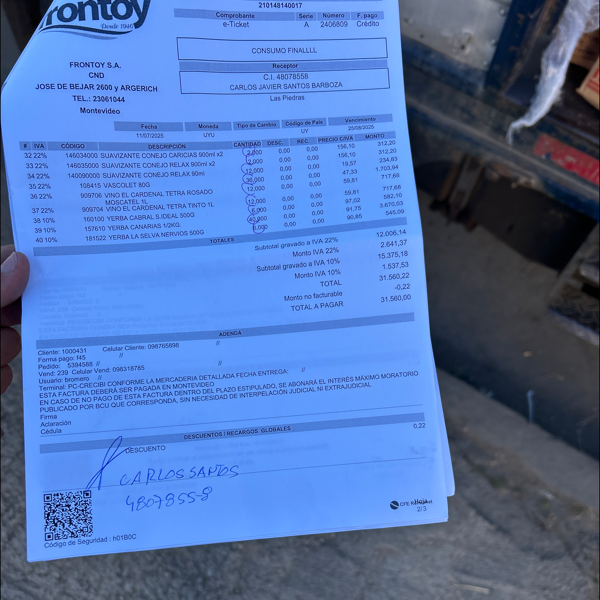 Frontoy
Desde 1940
210148140017
Comprobante Serie Número F. pago
e-Ticket A 2406809 Crédito
CONSUMO FINALLLL
Receptor
C.I. 48078558
CARLOS JAVIER SANTOS BARBOZA
Las Piedras
FRONTOY S.A.
CND
JOSE DE BEJAR 2600 y ARGERICH
TEL.: 23061044
Montevideo
Fecha Moneda Tipo de Cambio Código de País Vencimiento
11/07/2025 UYU UY 20/08/2025
# IVA CÓDIGO DESCRIPCIÓN CANTIDAD DESC. REC. PRECIO C/IVA MONTO
32 22% 146034000 SUAVIZANTE CONEJO CARICIAS 900ml x2 2,000 0,00 0,00 156,10 312,20
33 22% 146035000 SUAVIZANTE CONEJO RELAX 900ml x2 2,000 0,00 0,00 156,10 312,20
34 22% 140090000 SUAVIZANTE CONEJO RELAX 90ml 12,000 0,00 0,00 19,57 234,83
35 22% 108415 VASCOLET 80G 36,000 0,00 0,00 47,33 1.703,94
36 22% 909706 VINO EL CARDENAL TETRA ROSADO MOSCATEL 1L 12,000 0,00 0,00 59,81 717,66
37 22% 909704 VINO EL CARDENAL TETRA TINTO 1L 12,000 0,00 0,00 59,81 717,66
38 10% 160100 YERBA CABRAL S./DEAL 500G 6,000 0,00 0,00 97,02 582,10
39 10% 157610 YERBA CANARIAS 1/2KG 40,000 0,00 0,00 91,75 3.670,03
40 10% 181522 YERBA LA SELVA NERVIOS 500G 6,000 0,00 0,00 90,85 545,09
TOTALES
Subtotal gravado a IVA 22% 12.006,14
Monto IVA 22% 2.641,37
Subtotal gravado a IVA 10% 15.375,18
Monto IVA 10% 1.537,53
TOTAL 31.560,22
Monto no facturable -0,22
TOTAL A PAGAR 31.560,00
ADENDA
Cliente: 1000431 Celular Cliente: 098765898 //
Forma pago: f45 //
Pedido: 5394588 //
Vend: 239 Celular Vend: 098318785 //
Usuario: bromero //
Terminal: PC-CRECIBI CONFORME LA MERCADERIA DETALLADA FECHA ENTREGA: //
ESTA FACTURA DEBERÁ SER PAGADA EN MONTEVIDEO
EN CASO DE NO PAGO DE ESTA FACTURA DENTRO DEL PLAZO ESTIPULADO, SE ABONARÁ EL INTERÉS MÁXIMO MORATORIO
PUBLICADO POR BCU QUE CORRESPONDA, SIN NECESIDAD DE INTERPELACIÓN JUDICIAL NI EXTRAJUDICIAL
Firma
Aclaración
Cédula
DESCUENTOS / RECARGOS GLOBALES
DESCUENTO 0,22
CARLOS SANTOS
48078558
Código de Seguridad : h01B0C
Hoja
2/3